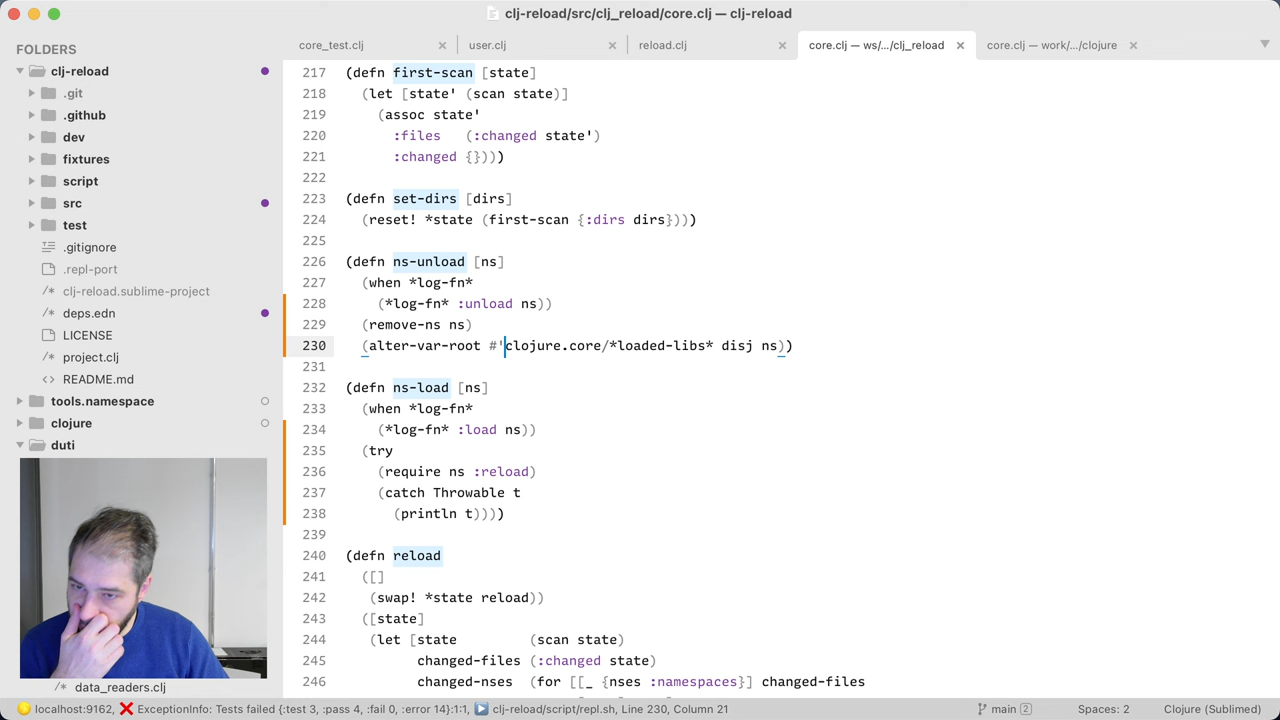 clj-reload/src/clj_reload/core.clj — clj-reload
FOLDERS
clj-reload
.git
.github
dev
fixtures
script
src
test
.gitignore
.repl-port
clj-reload.sublime-project
deps.edn
LICENSE
project.clj
README.md
tools.namespace
clojure
duti
data_readers.clj
core_test.clj
user.clj
reload.clj
core.clj — ws/…/clj_reload
core.clj — work/…/clojure
217 (defn first-scan [state]
218   (let [state' (scan state)]
219     (assoc state'
220       :files   (:changed state')
221       :changed {})))
222
223 (defn set-dirs [dirs]
224   (reset! *state (first-scan {:dirs dirs})))
225
226 (defn ns-unload [ns]
227   (when *log-fn*
228     (*log-fn* :unload ns))
229   (remove-ns ns)
230   (alter-var-root #'clojure.core/*loaded-libs* disj ns))
231
232 (defn ns-load [ns]
233   (when *log-fn*
234     (*log-fn* :load ns))
235   (try
236     (require ns :reload)
237     (catch Throwable t
238       (println t))))
239
240 (defn reload
241   ([]
242    (swap! *state reload))
243   ([state]
244    (let [state         (scan state)
245          changed-files (:changed state)
246          changed-nses  (for [[_ {nses :namespaces}] changed-files
localhost:9162, ❌ ExceptionInfo: Tests failed {:test 3, :pass 4, :fail 0, :error 14}:1:1, ▶ clj-reload/script/repl.sh, Line 230, Column 21
main 2
Spaces: 2
Clojure (Sublimed)